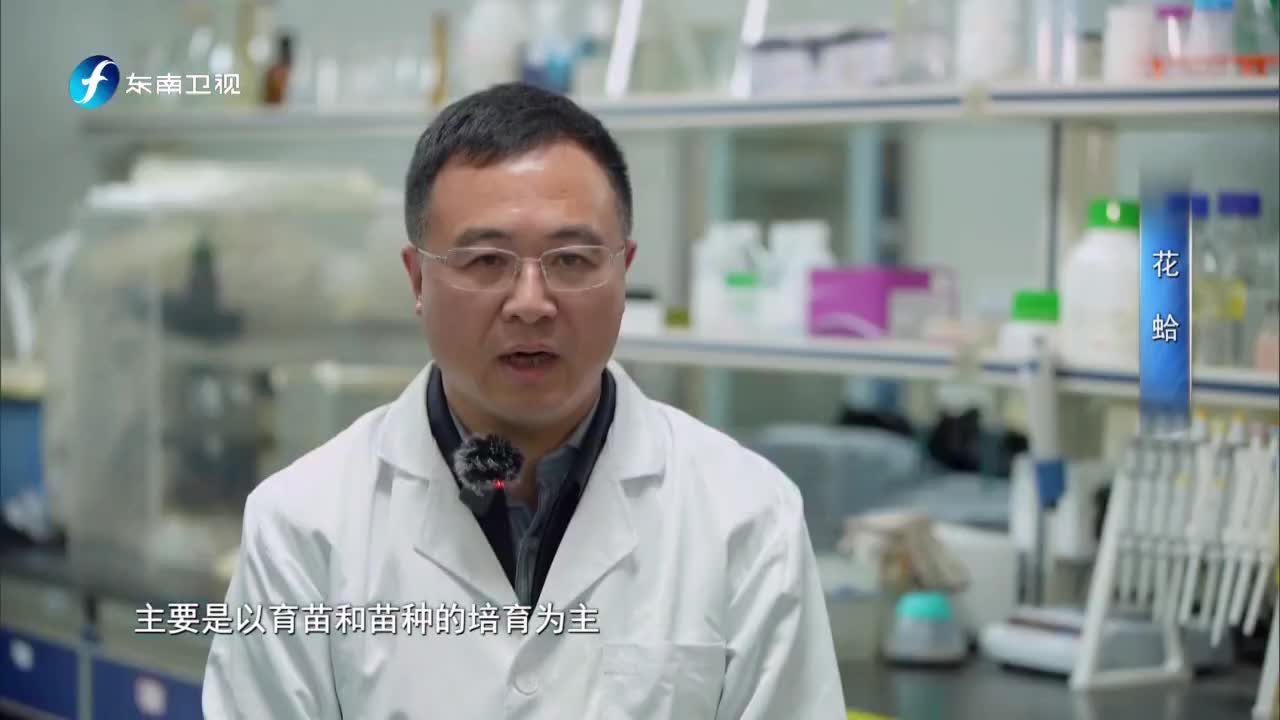 东南卫视
花蛤
主要是以育苗和苗种的培育为主